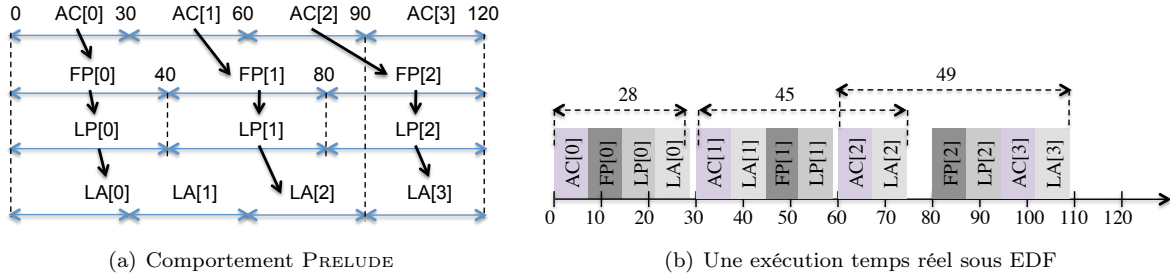 0 AC[0] 30 AC[1] 60 AC[2] 90 AC[3] 120
FP[0] 40 FP[1] 80 FP[2]
LP[0] LP[1] LP[2]
LA[0] LA[1] LA[2] LA[3]
(a) Comportement PRELUDE
49
28 45
AC[0] FP[0] LP[0] LA[0] AC[1] LA[1] FP[1] LP[1] AC[2] LA[2] FP[2] LP[2] AC[3] LA[3]
0 10 20 30 40 50 60 70 80 90 100 110 120
(b) Une exécution temps réel sous EDF